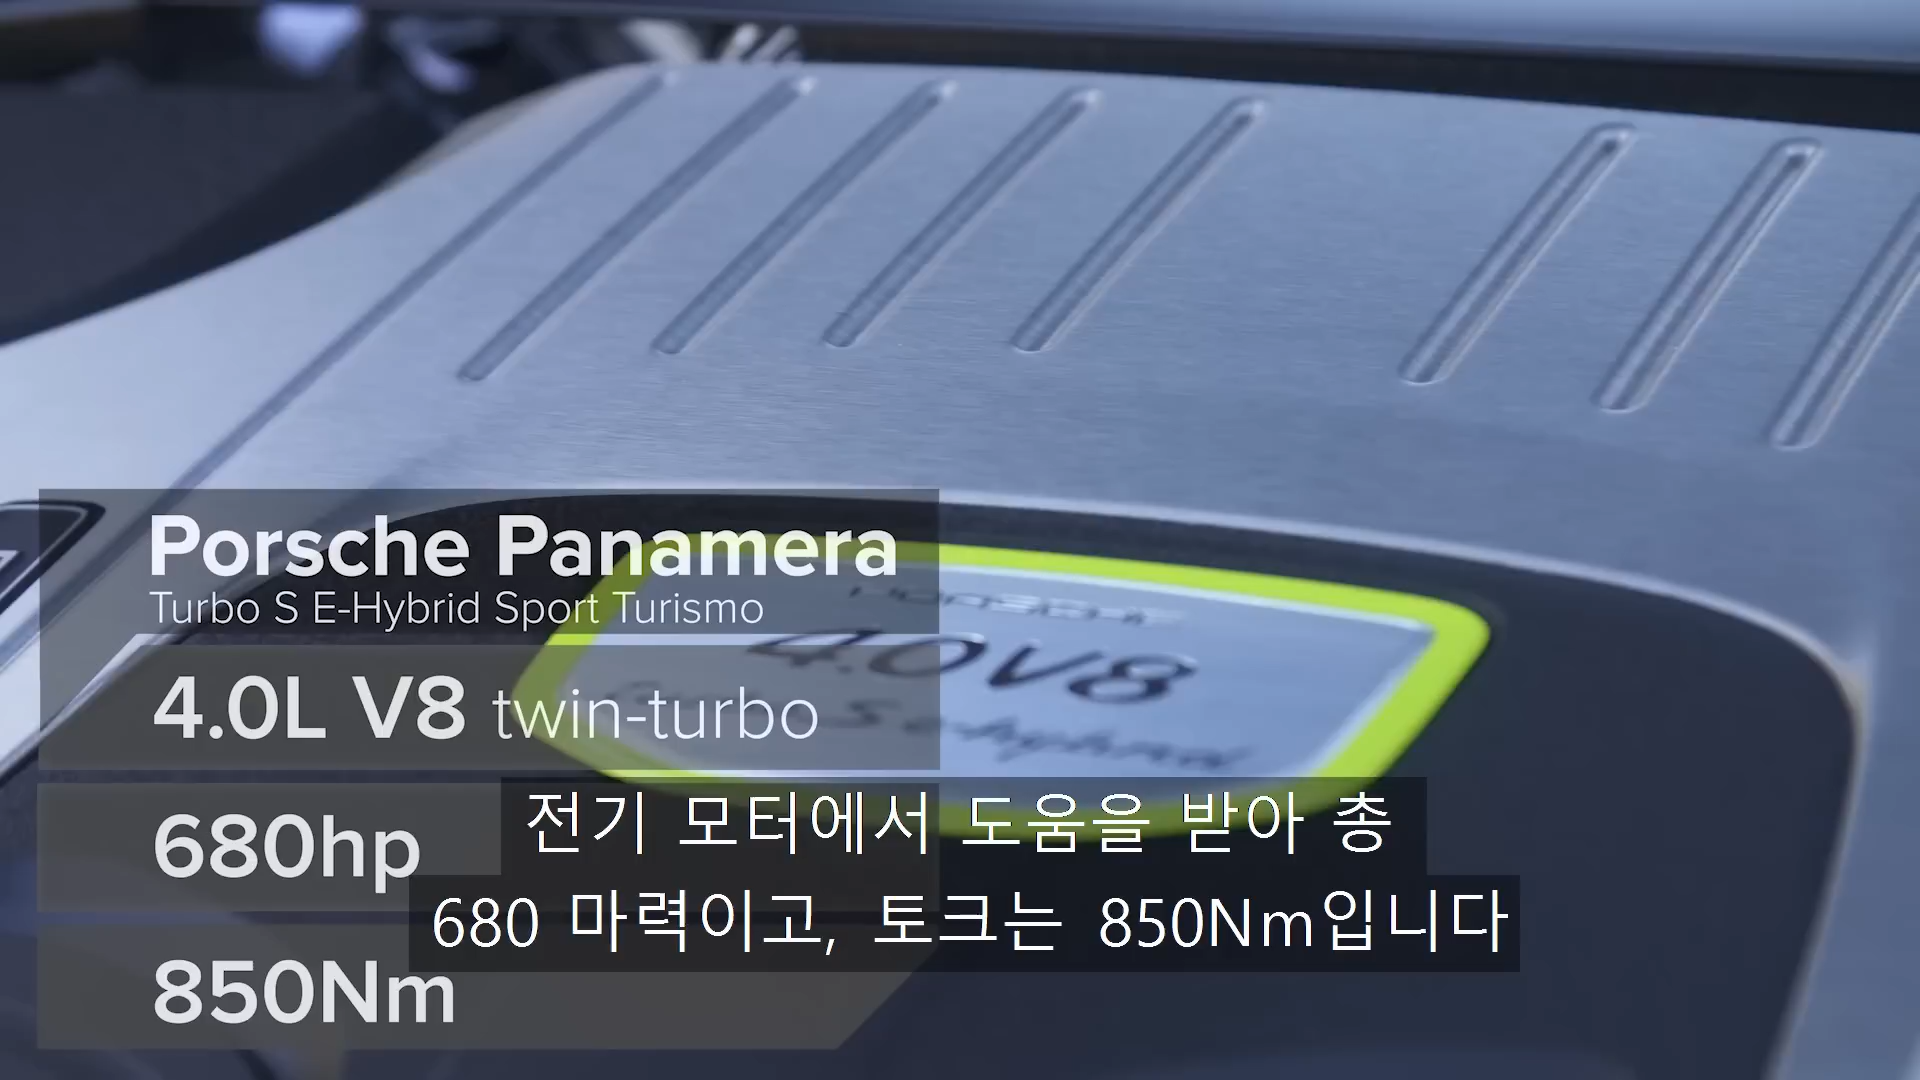 Porsche Panamera
Turbo S E-Hybrid Sport Turismo
4.0L V8 twin-turbo
680hp
850Nm
PORSCHE
4.0V8
S e-hybrid
전기 모터에서 도움을 받아 총
680 마력이고, 토크는 850Nm입니다